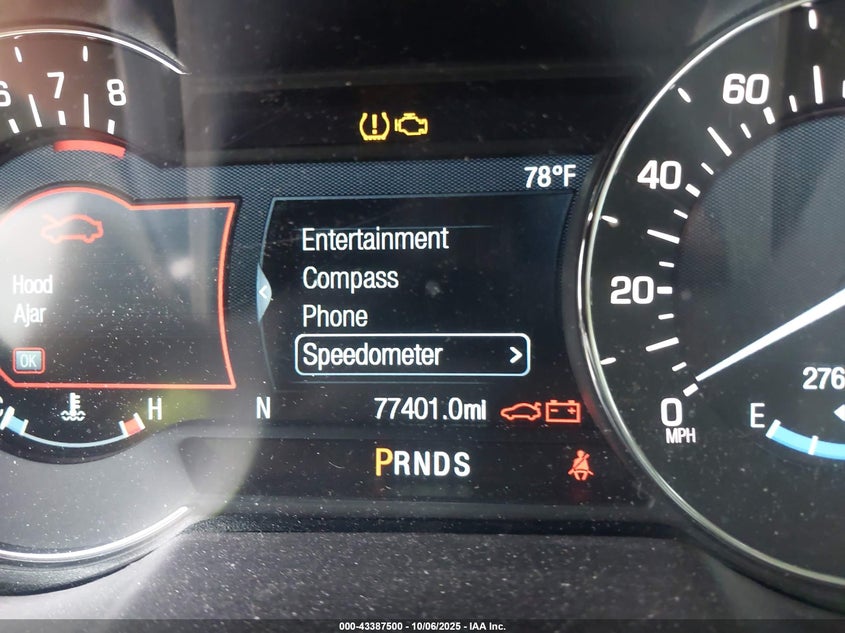 6 7 8
60
78°F
40
Entertainment
Compass
Phone
Speedometer >
20
Hood
Ajar
OK
276
H
N
77401.0mi
0
MPH
E
PRNDS
000-43387500 - 10/06/2025 - IAA Inc.